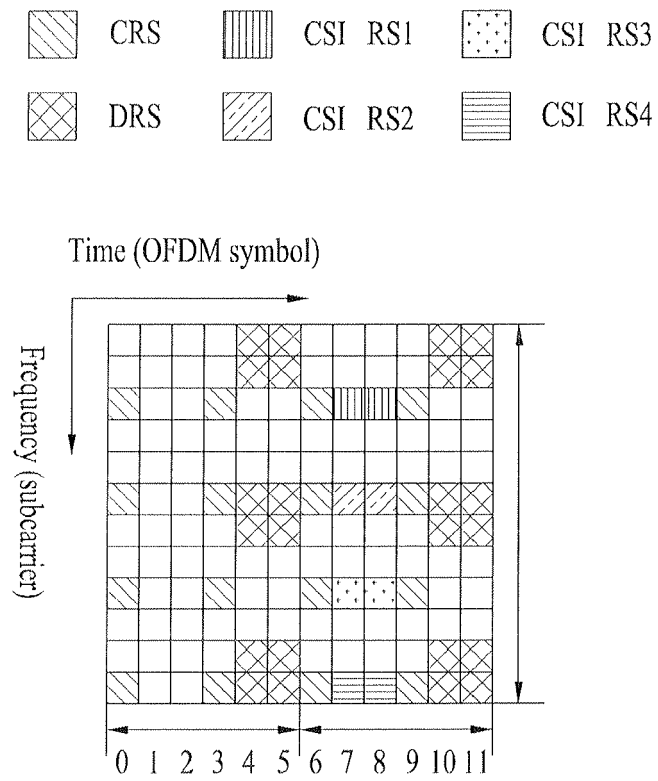 CRS CSI RS1 CSI RS3
DRS CSI RS2 CSI RS4
Time (OFDM symbol)
Frequency (subcarrier)
0 1 2 3 4 5 6 7 8 9 10 11